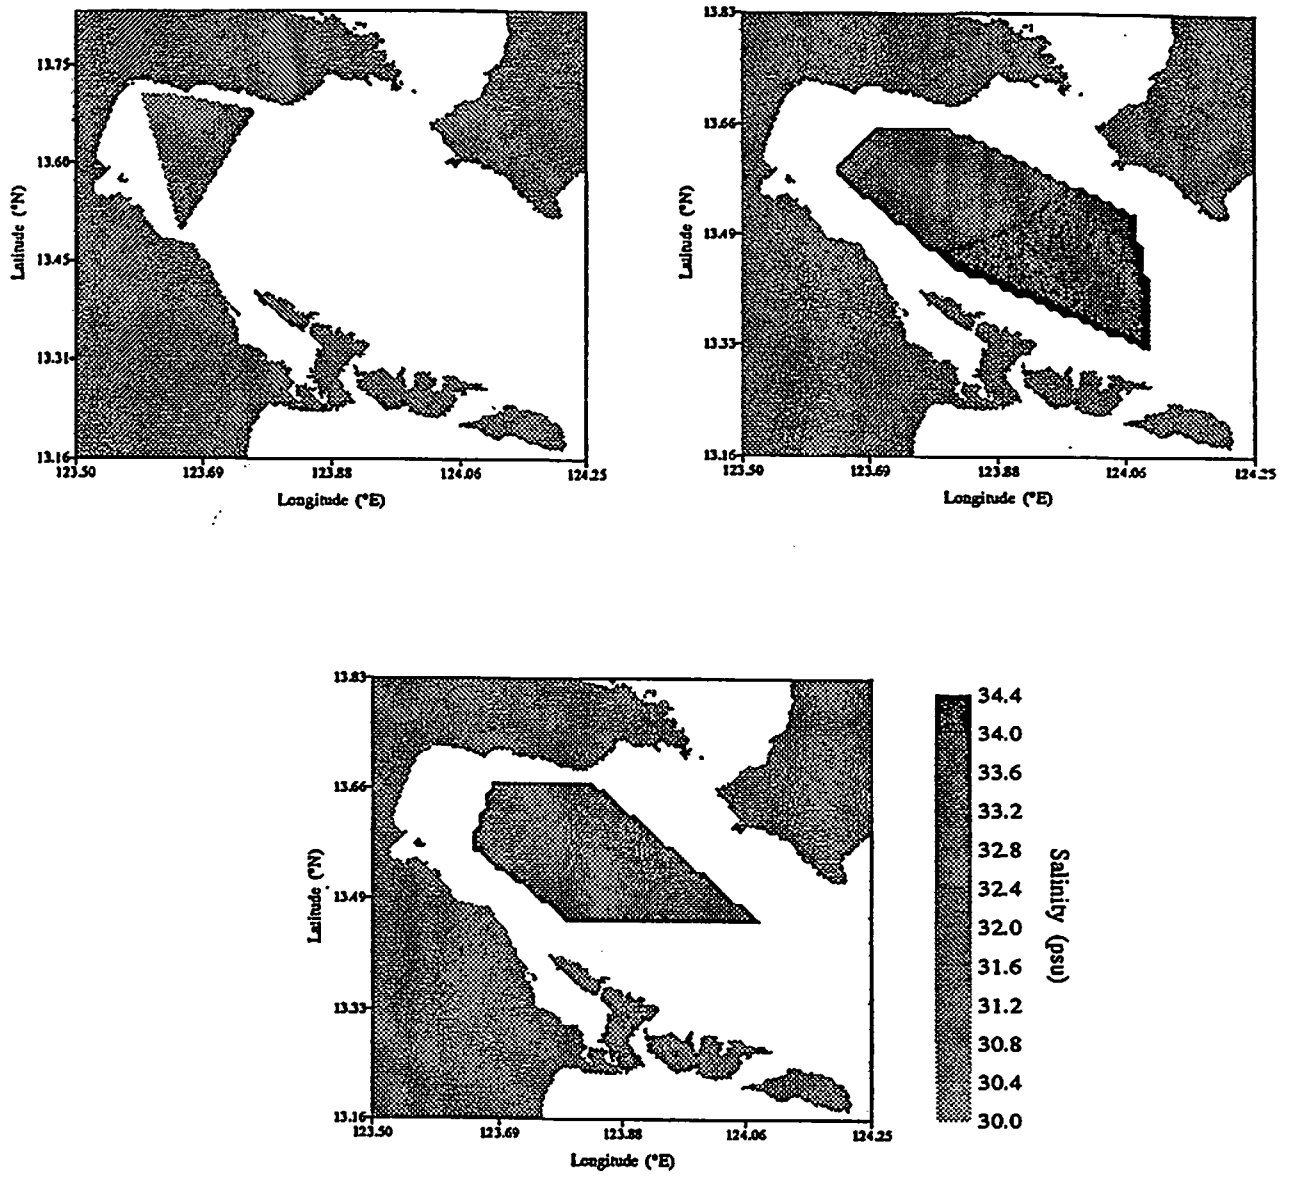 13.75
13.60
13.45
13.31
13.16
Latitude (°N)
123.50 123.69 123.88 124.06 124.25
Longitude (°E)
13.83
13.66
13.49
13.33
13.16
Latitude (°N)
123.50 123.69 123.88 124.06 124.25
Longitude (°E)
13.83
13.66
13.49
13.33
13.16
Latitude (°N)
123.50 123.69 123.88 124.06 124.25
Longitude (°E)
34.4
34.0
33.6
33.2
32.8
32.4
32.0
31.6
31.2
30.8
30.4
30.0
Salinity (psu)